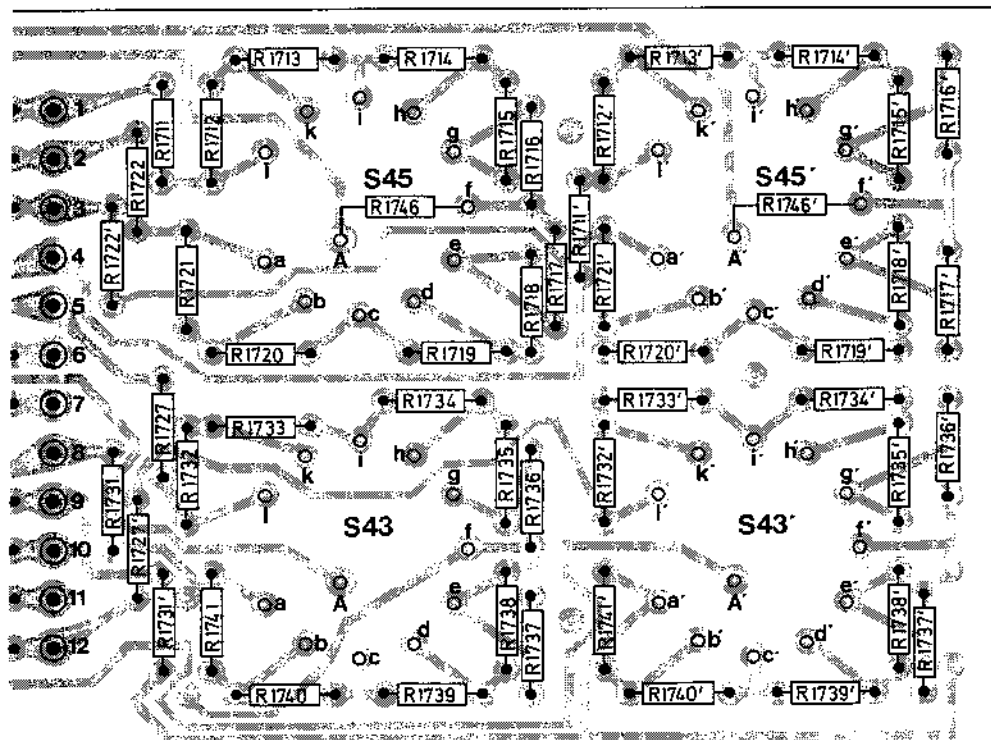 R1713
R1714
R1713'
R1714'
1
R1711
R1712
k
i
h
R1715
R1716
R1712'
k'
i'
h'
R1715'
R1716'
2
R1722
l
g
l'
g'
3
R1722'
S45
R1746
f
R1711'
S45'
R1746'
f'
4
R1721
a
A
e
R1718
R1717
R1721'
a'
A'
e'
R1718'
R1717'
5
b
c
d
b'
c'
d'
6
R1720
R1719
R1720'
R1719'
7
R1727
R1733
R1734
R1733'
R1734'
8
R1731
R1732
k
i
h
R1735
R1736
R1732'
k'
i'
h'
R1735'
R1736'
9
l
g
l'
g'
S43
S43'
10
R1727'
f
f'
11
R1731'
R1741
a
A
e
R1738
R1737
R1741'
a'
A'
e'
R1738'
R1737'
12
b
c
d
b'
c'
d'
R1740
R1739
R1740'
R1739'